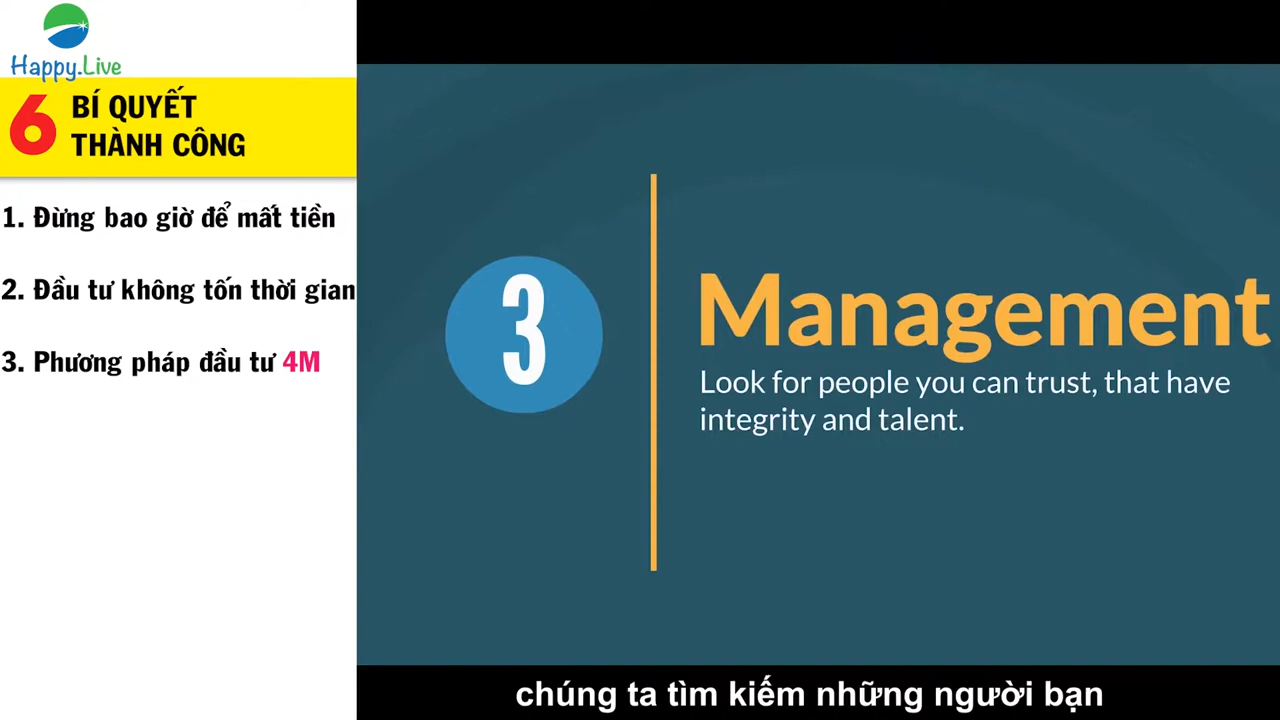 Happy.Live
6 BÍ QUYẾT
THÀNH CÔNG
1. Đừng bao giờ để mất tiền
2. Đầu tư không tốn thời gian
3. Phương pháp đầu tư 4M
3
Management
Look for people you can trust, that have
integrity and talent.
chúng ta tìm kiếm những người bạn